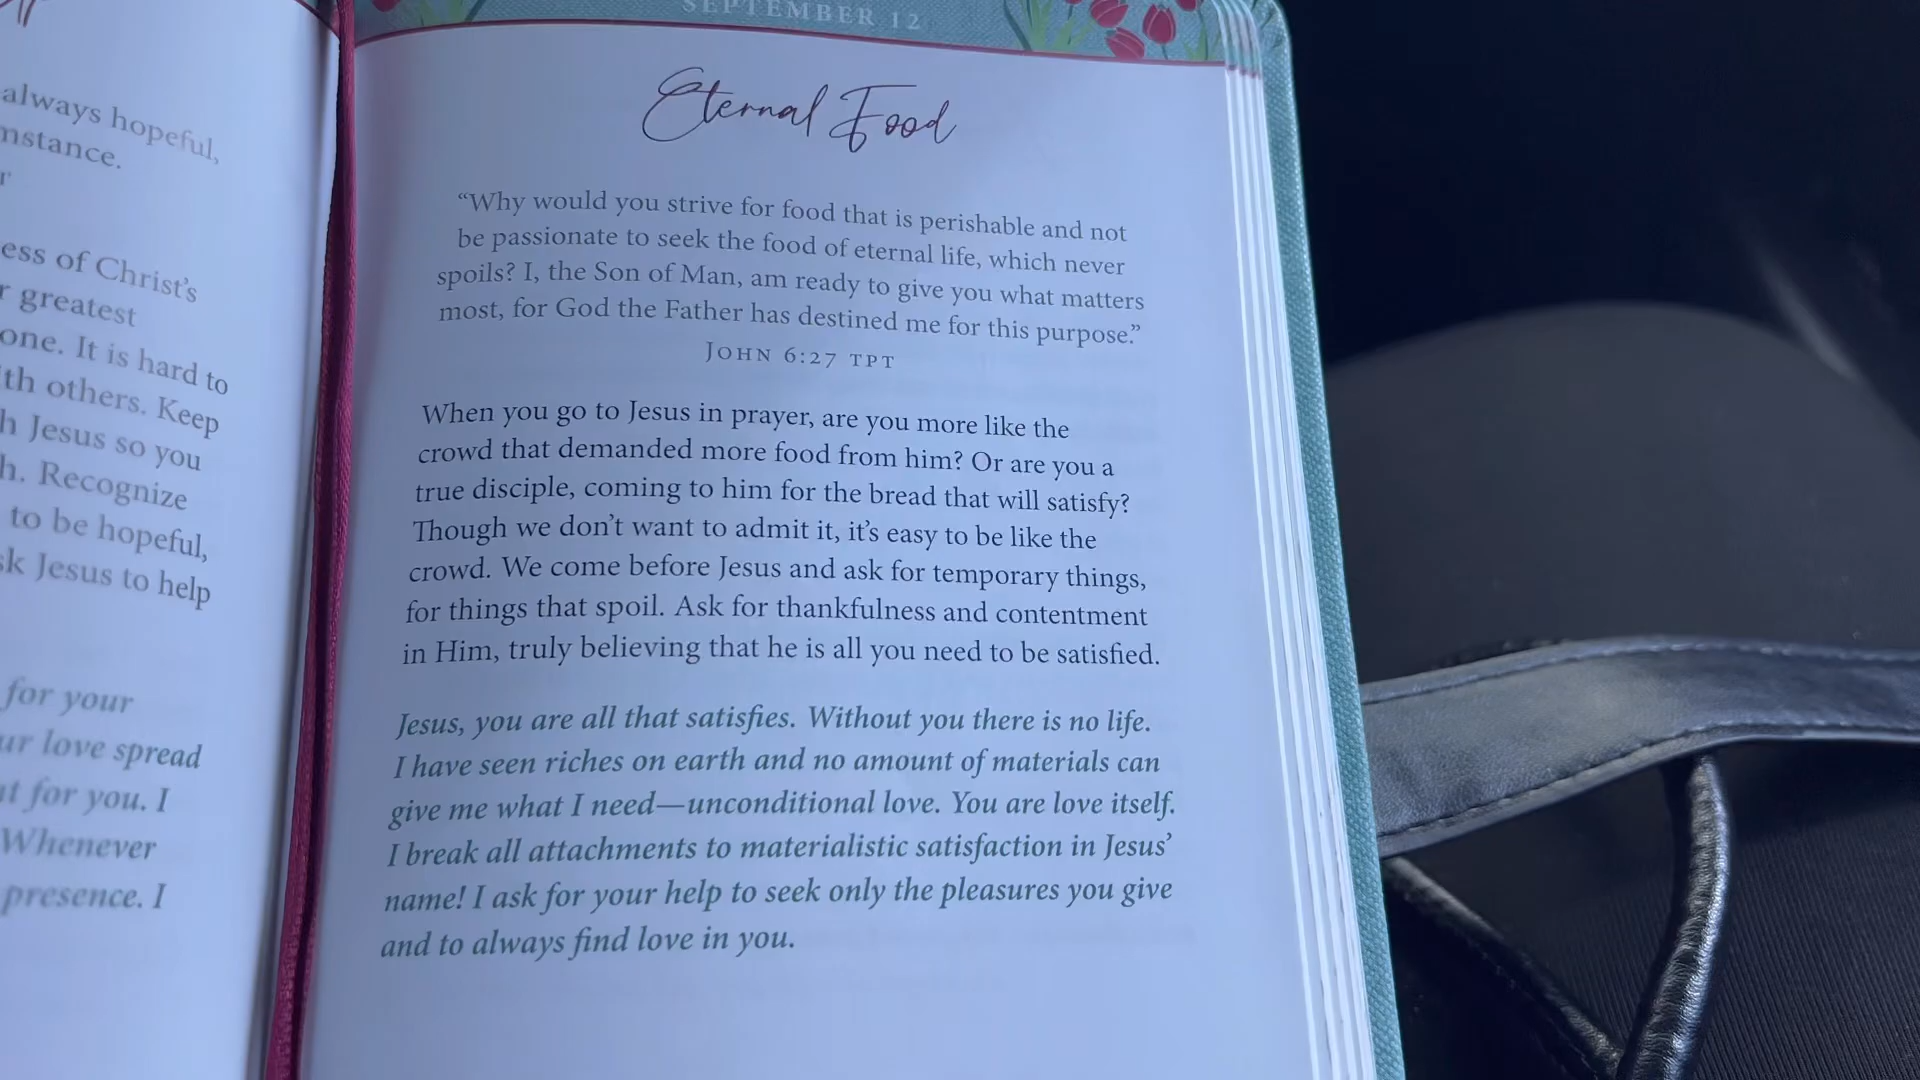 always hopeful,
ess of Christ's
greatest
one. It is hard to
th others. Keep
h Jesus so you
h. Recognize
to be hopeful,
sk Jesus to help
for your
ur love spread
for you. I
Whenever
presence. I
SEPTEMBER 12
Eternal Food
“Why would you strive for food that is perishable and not
be passionate to seek the food of eternal life, which never
spoils? I, the Son of Man, am ready to give you what matters
most, for God the Father has destined me for this purpose.”
JOHN 6:27 TPT
When you go to Jesus in prayer, are you more like the
crowd that demanded more food from him? Or are you a
true disciple, coming to him for the bread that will satisfy?
Though we don’t want to admit it, it’s easy to be like the
crowd. We come before Jesus and ask for temporary things,
for things that spoil. Ask for thankfulness and contentment
in Him, truly believing that he is all you need to be satisfied.
Jesus, you are all that satisfies. Without you there is no life.
I have seen riches on earth and no amount of materials can
give me what I need—unconditional love. You are love itself.
I break all attachments to materialistic satisfaction in Jesus’
name! I ask for your help to seek only the pleasures you give
and to always find love in you.